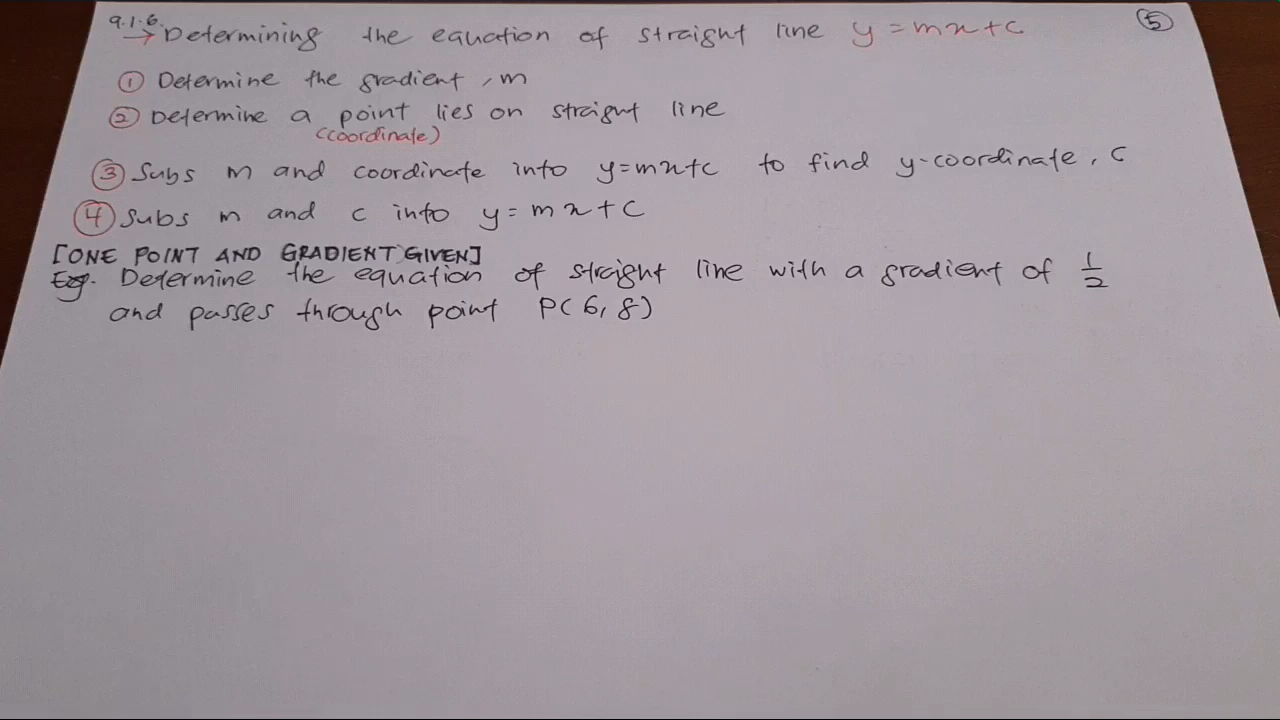 9.1.6. → Determining the equation of straight line y = mx + c ⑤
① Determine the gradient, m
② Determine a point lies on straight line
(coordinate)
③ Subs m and coordinate into y=mx+c to find y-coordinate, c
④ Subs m and c into y = mx + c
[ONE POINT AND GRADIENT GIVEN]
Eg. Determine the equation of straight line with a gradient of 1/2
and passes through point P(6, 8)